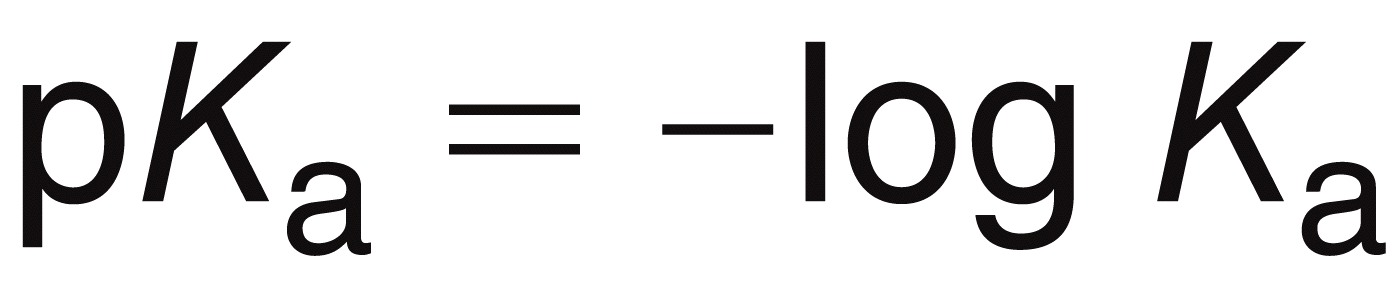 pKₐ = −log Kₐ